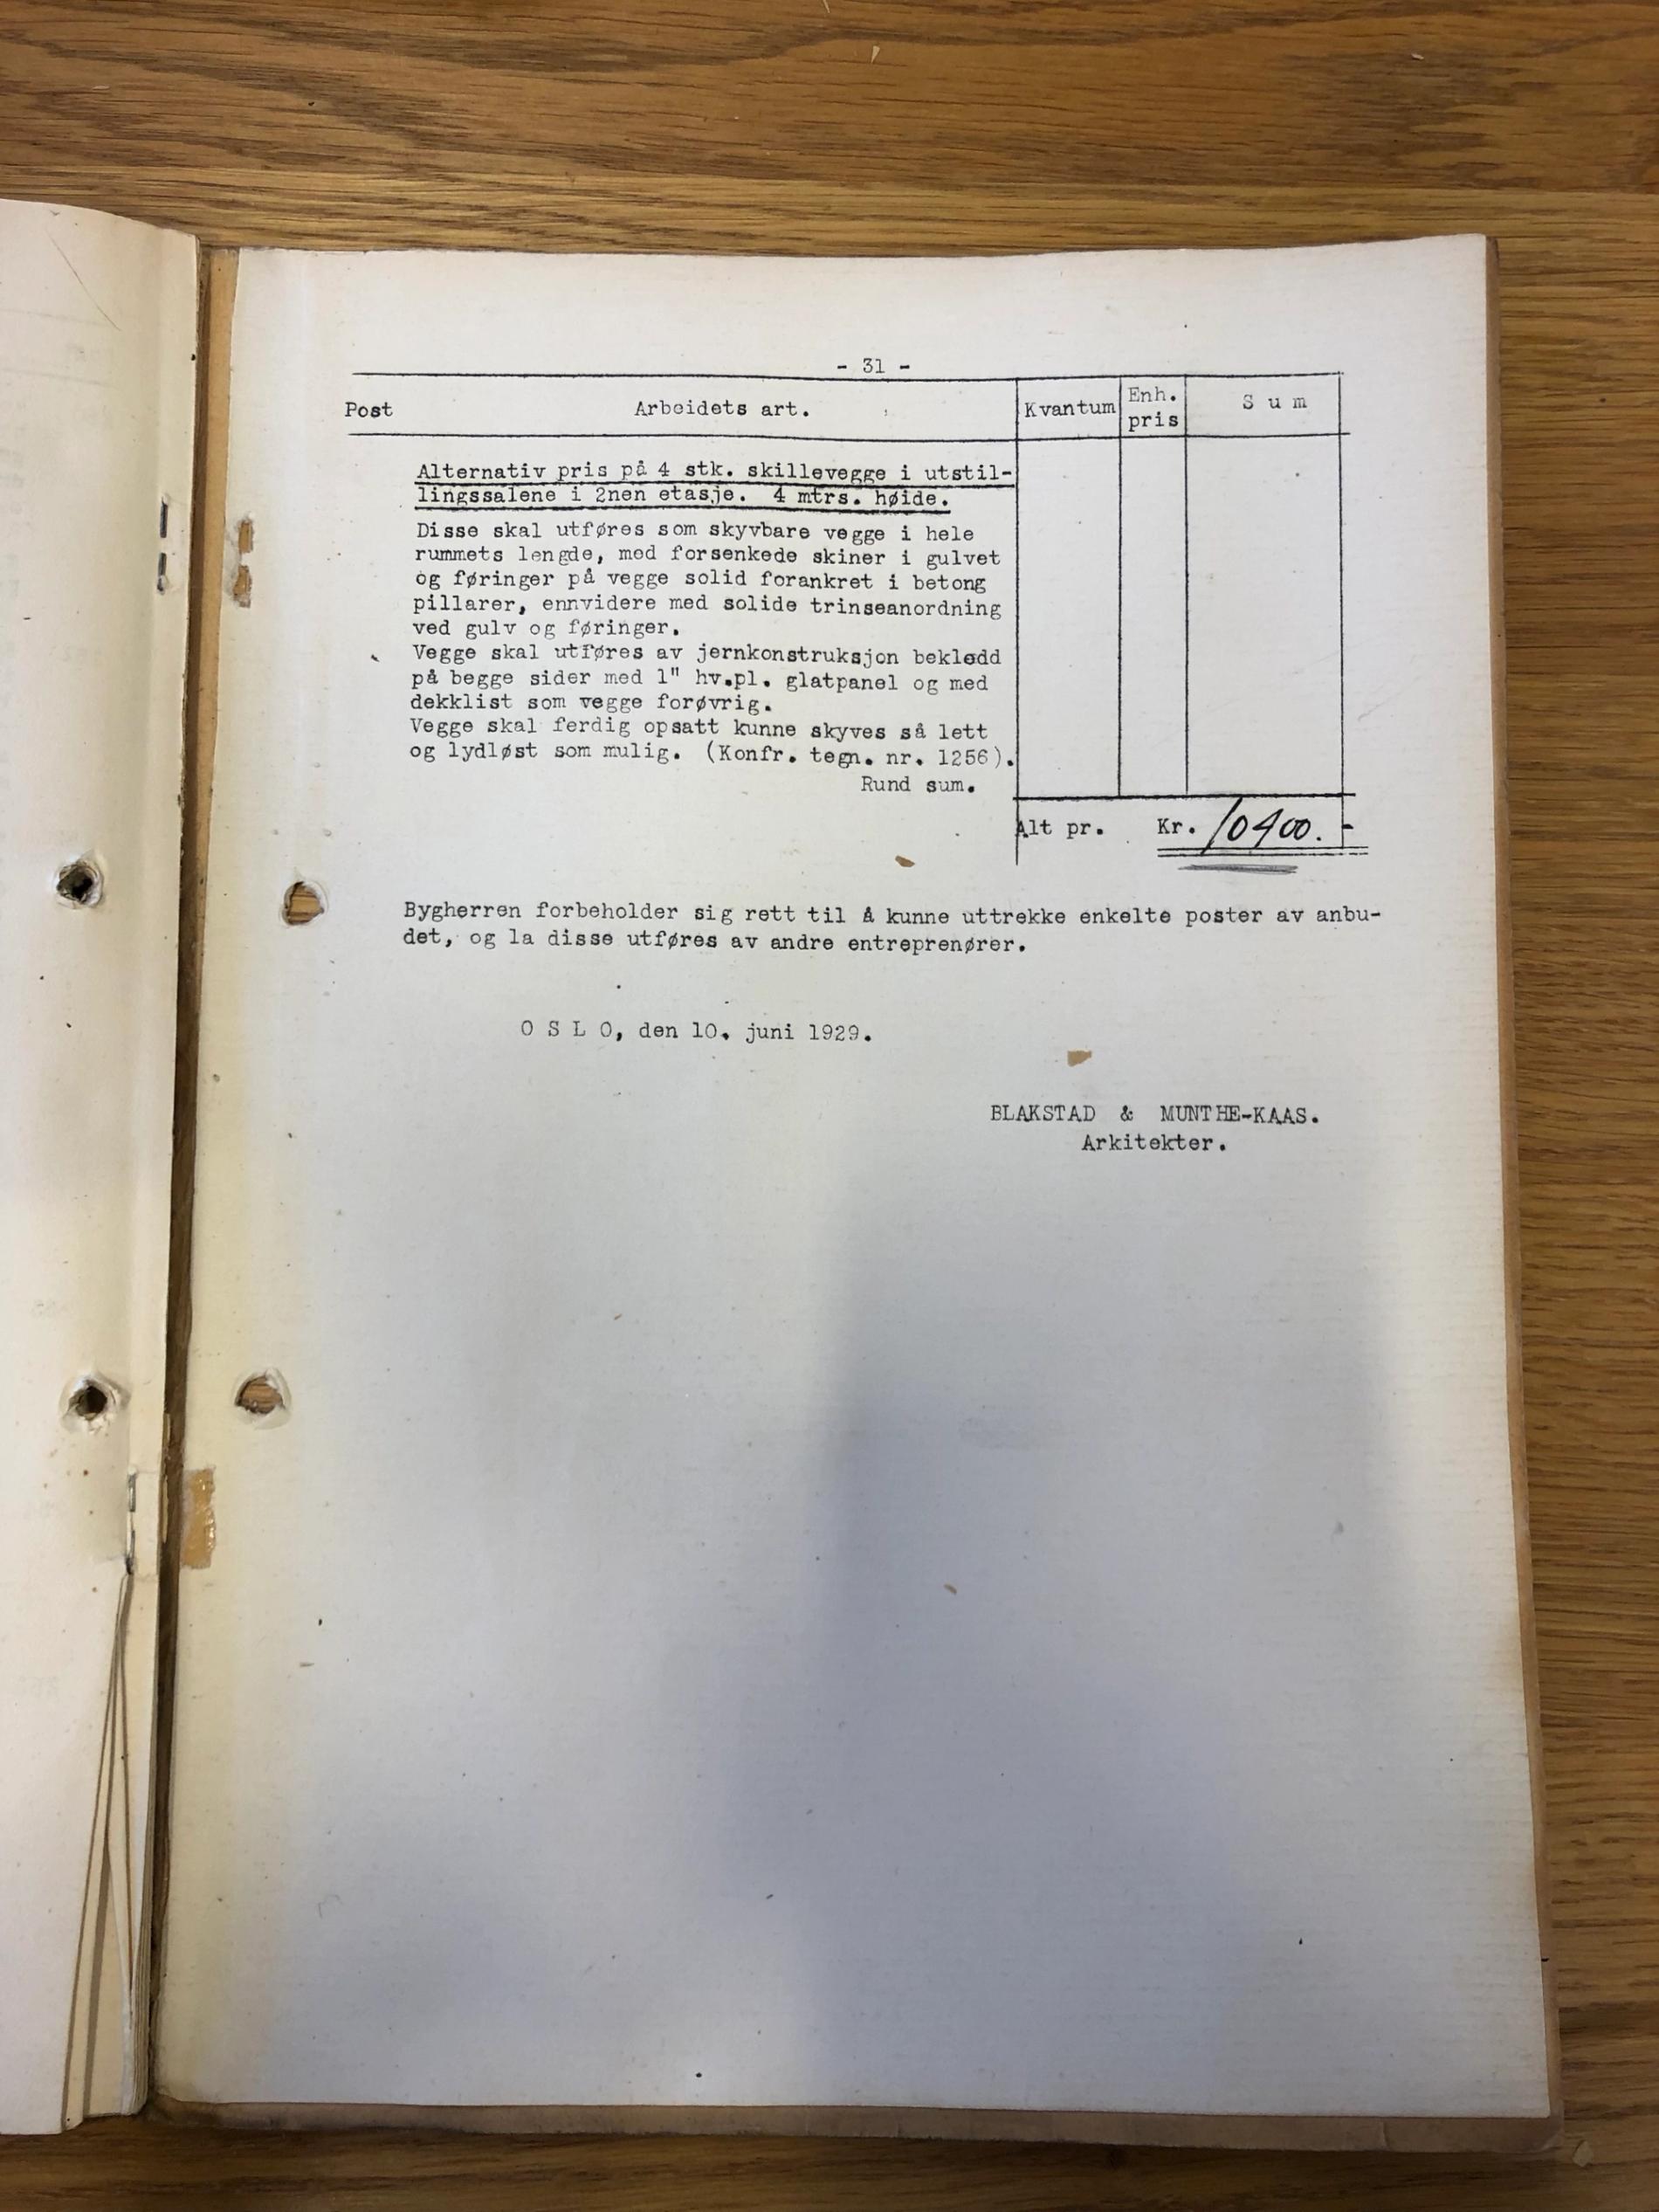 - 31 -
Post Arbeidets art. Kvantum Enh. pris S u m
Alternativ pris på 4 stk. skillevegge i utstil-
lingssalene i 2nen etasje. 4 mtrs. høide.
Disse skal utføres som skyvbare vegge i hele
rummets lengde, med forsenkede skiner i gulvet
og føringer på vegge solid forankret i betong
pillarer, ennvidere med solide trinseanordning
ved gulv og føringer.
Vegge skal utføres av jernkonstruksjon bekledd
på begge sider med 1" hv.pl. glatpanel og med
dekklist som vegge forøvrig.
Vegge skal ferdig opsatt kunne skyves så lett
og lydløst som mulig. (Konfr. tegn. nr. 1256).
Rund sum.
Alt pr. Kr. 10400.-
Bygherren forbeholder sig rett til å kunne uttrekke enkelte poster av anbu-
det, og la disse utføres av andre entreprenører.
O S L O, den 10. juni 1929.
BLAKSTAD & MUNTHE-KAAS.
Arkitekter.